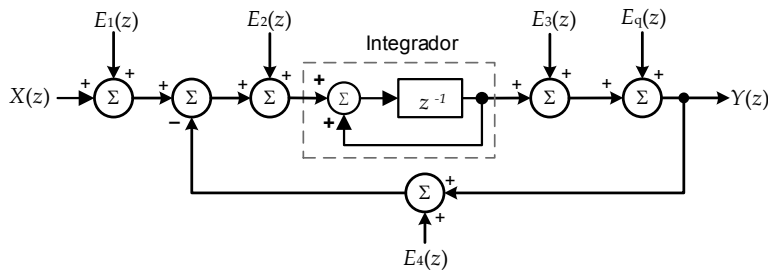 E1(z)
E2(z)
E3(z)
Eq(z)
Integrador
X(z)
+
+
Σ
+
+
−
Σ
+
+
+
Σ
+
+
Σ
z -1
+
+
+
Σ
+
+
Σ
Y(z)
Σ
+
+
E4(z)